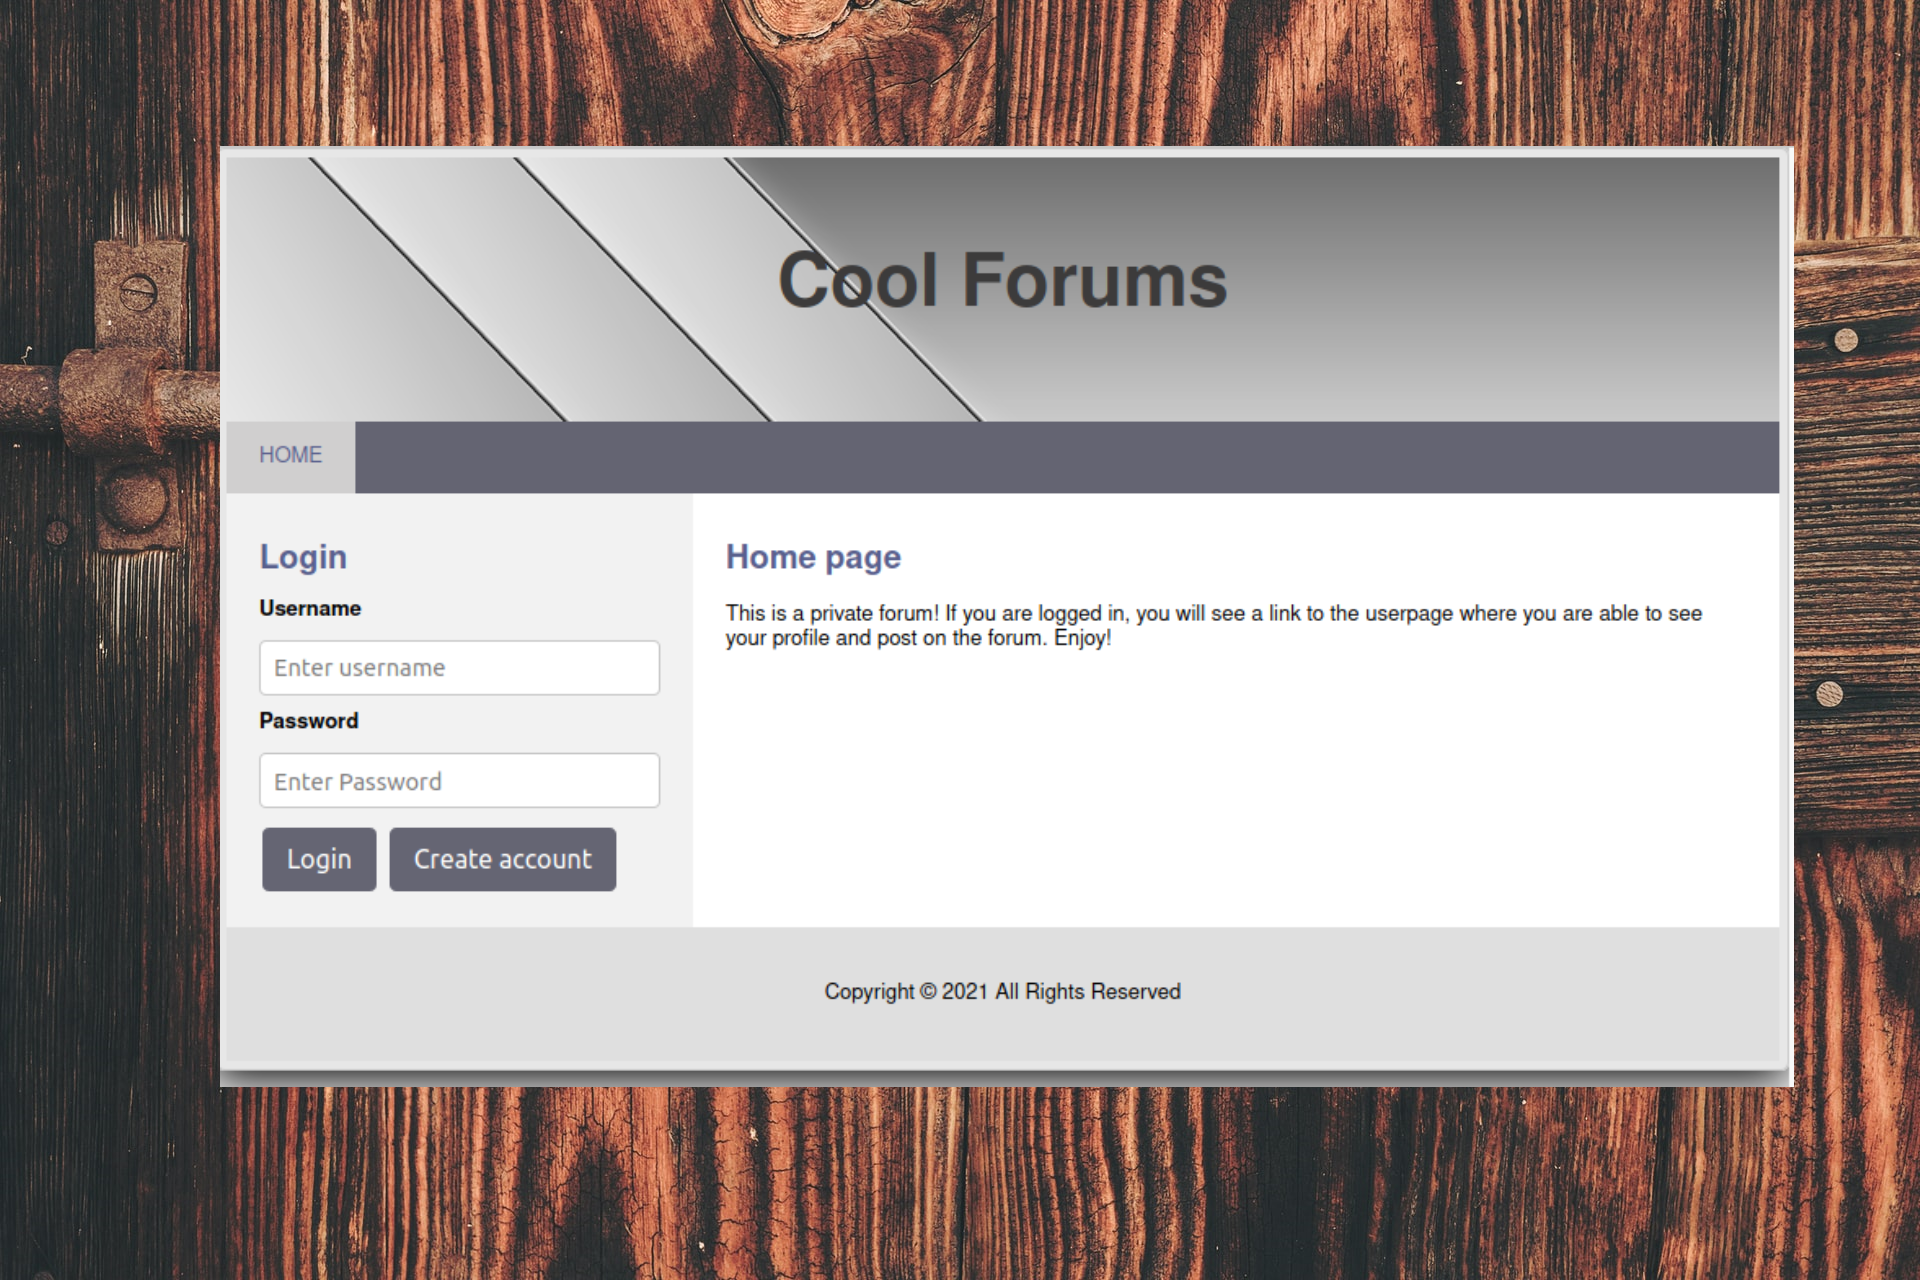 Cool Forums
HOME
Login
Username
Enter username
Password
Enter Password
Login
Create account
Home page
This is a private forum! If you are logged in, you will see a link to the userpage where you are able to see
your profile and post on the forum. Enjoy!
Copyright © 2021 All Rights Reserved